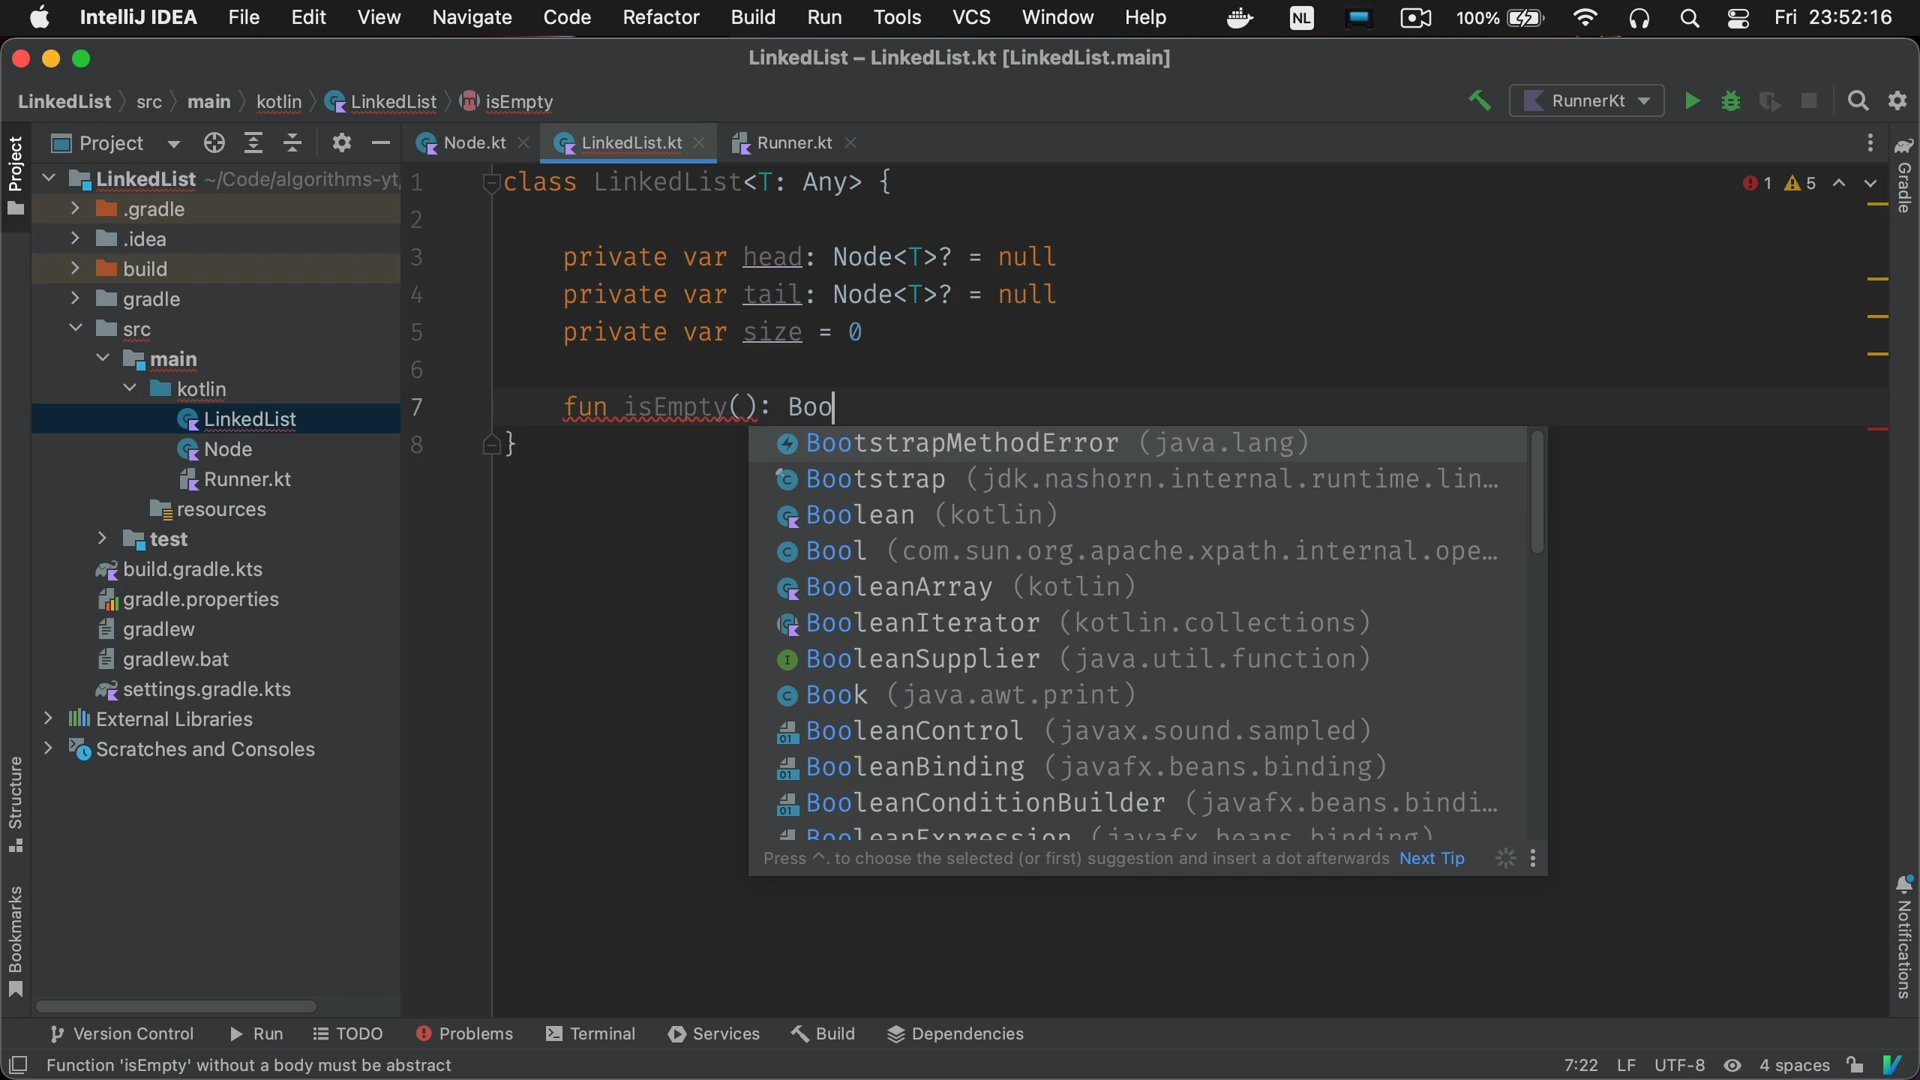 IntelliJ IDEA File Edit View Navigate Code Refactor Build Run Tools VCS Window Help NL 100% Fri 23:52:16
LinkedList – LinkedList.kt [LinkedList.main]
LinkedList src main kotlin LinkedList isEmpty RunnerKt
Project Node.kt LinkedList.kt Runner.kt
Project
LinkedList ~/Code/algorithms-yt,
.gradle
.idea
build
gradle
src
main
kotlin
LinkedList
Node
Runner.kt
resources
test
build.gradle.kts
gradle.properties
gradlew
gradlew.bat
settings.gradle.kts
External Libraries
Scratches and Consoles
Structure
Bookmarks
1 class LinkedList<T: Any> {
2
3 private var head: Node<T>? = null
4 private var tail: Node<T>? = null
5 private var size = 0
6
7 fun isEmpty(): Boo
8 }
1 5
BootstrapMethodError (java.lang)
Bootstrap (jdk.nashorn.internal.runtime.lin…
Boolean (kotlin)
Bool (com.sun.org.apache.xpath.internal.ope…
BooleanArray (kotlin)
BooleanIterator (kotlin.collections)
BooleanSupplier (java.util.function)
Book (java.awt.print)
BooleanControl (javax.sound.sampled)
BooleanBinding (javafx.beans.binding)
BooleanConditionBuilder (javafx.beans.bindi…
BooleanExpression (javafx.beans.binding)
Press ^. to choose the selected (or first) suggestion and insert a dot afterwards Next Tip
Gradle
Notifications
Version Control Run TODO Problems Terminal Services Build Dependencies
Function 'isEmpty' without a body must be abstract 7:22 LF UTF-8 4 spaces